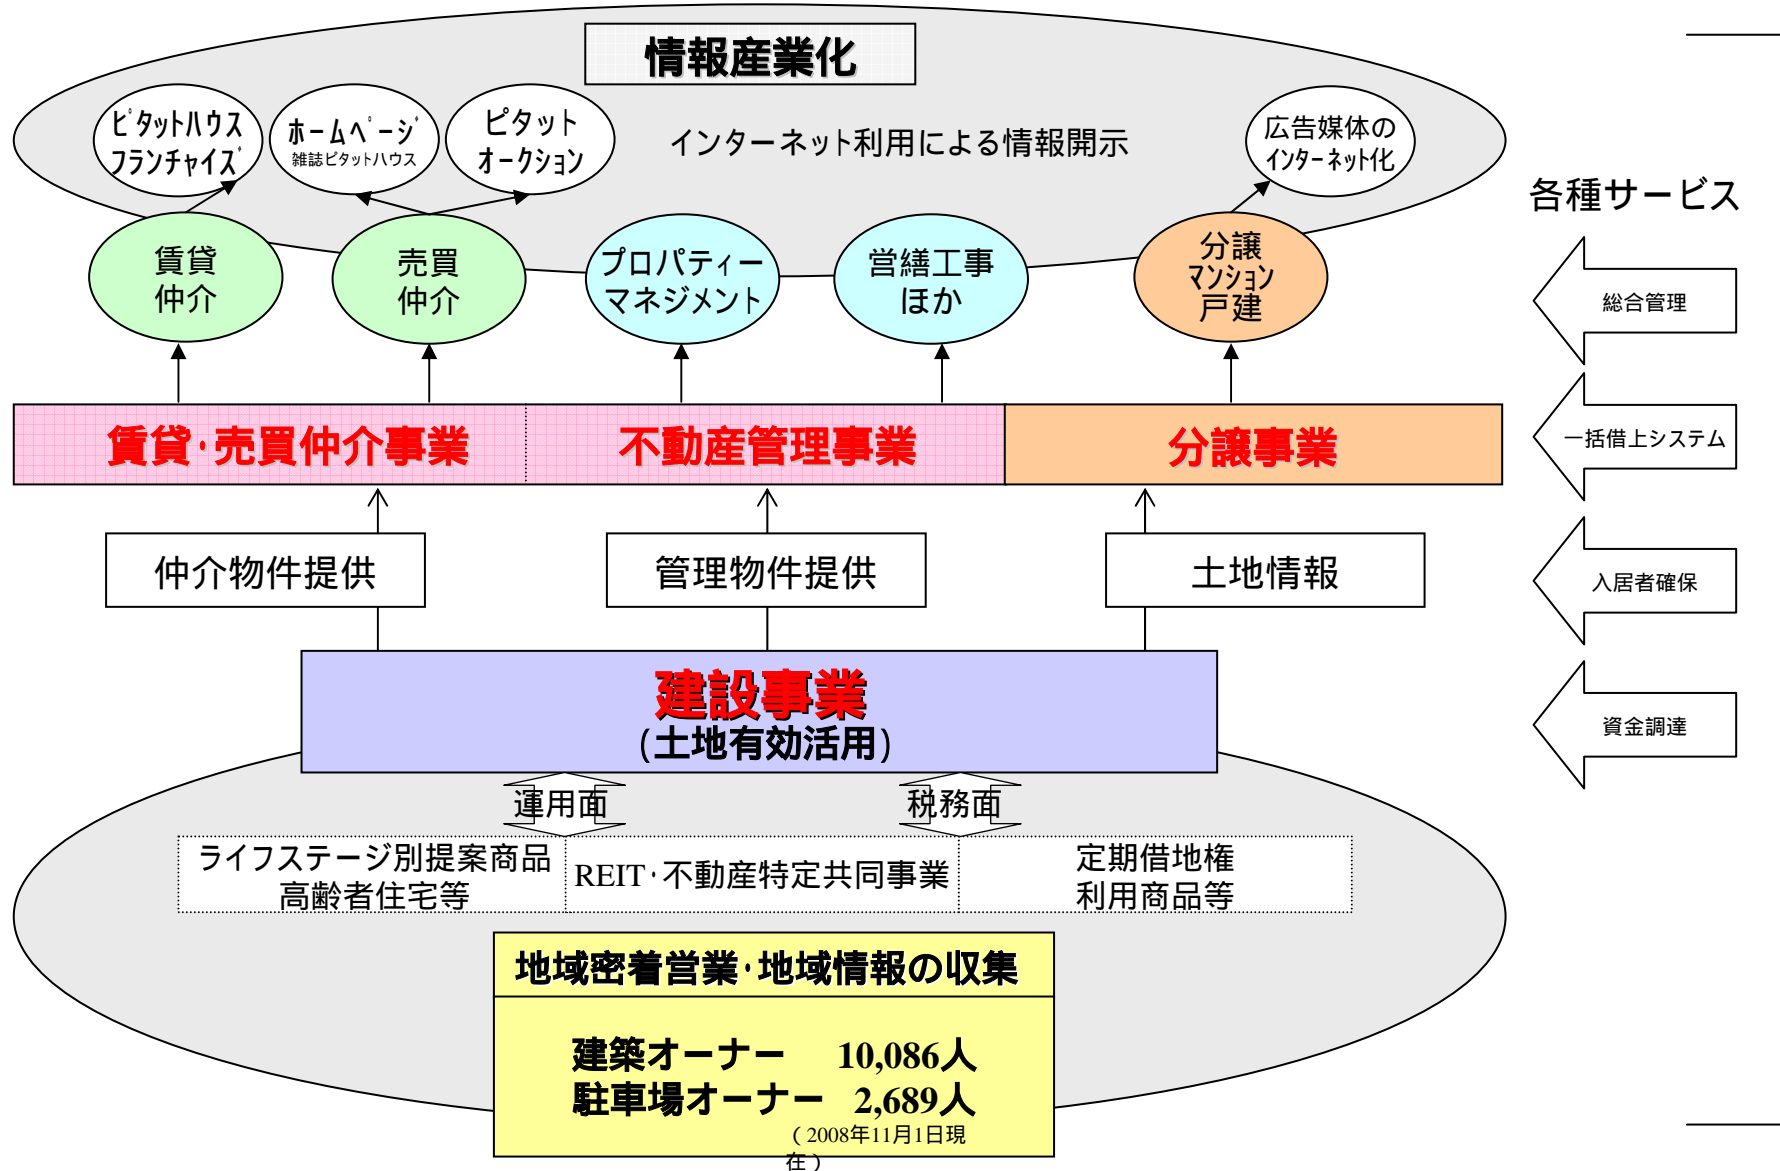 情報産業化
ピタットハウス
フランチャイズ
ホームページ
雑誌ピタットハウス
ピタット
オークション
インターネット利用による情報開示
広告媒体の
インターネット化
各種サービス
賃貸
仲介
売買
仲介
プロパティー
マネジメント
営繕工事
ほか
分譲
マンション
戸建
総合管理
一括借上システム
入居者確保
資金調達
賃貸・売買仲介事業
不動産管理事業
分譲事業
仲介物件提供
管理物件提供
土地情報
建設事業
(土地有効活用)
運用面
税務面
ライフステージ別提案商品
高齢者住宅等
REIT・不動産特定共同事業
定期借地権
利用商品等
地域密着営業・地域情報の収集
建築オーナー 10,086人
駐車場オーナー 2,689人
(2008年11月1日現
在)